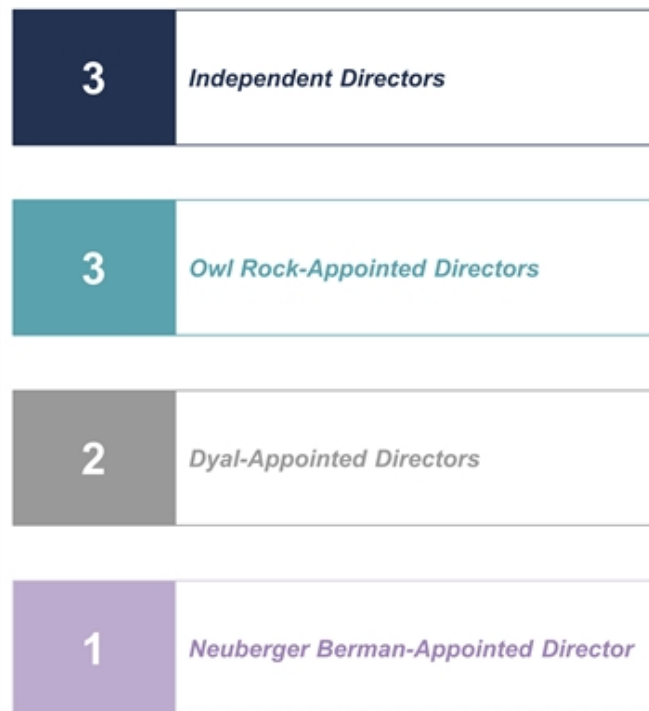 3 Independent Directors
3 Owl Rock-Appointed Directors
2 Dyal-Appointed Directors
1 Neuberger Berman-Appointed Director